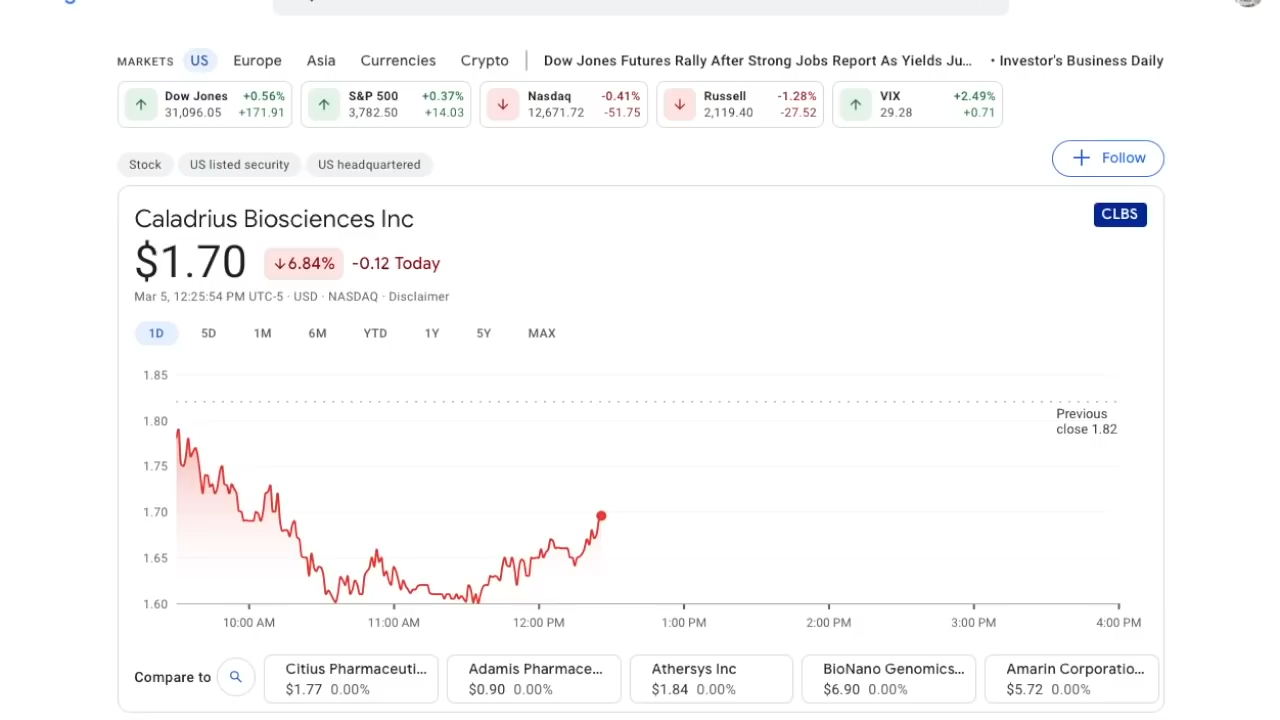 MARKETS US Europe Asia Currencies Crypto Dow Jones Futures Rally After Strong Jobs Report As Yields Ju... • Investor's Business Daily
Dow Jones +0.56% S&P 500 +0.37% Nasdaq -0.41% Russell -1.28% VIX +2.49%
31,096.05 +171.91 3,782.50 +14.03 12,671.72 -51.75 2,119.40 -27.52 29.28 +0.71
Stock US listed security US headquartered + Follow
Caladrius Biosciences Inc CLBS
$1.70 ↓6.84% -0.12 Today
Mar 5, 12:25:54 PM UTC-5 · USD · NASDAQ · Disclaimer
1D 5D 1M 6M YTD 1Y 5Y MAX
1.85
Previous
1.80
close 1.82
1.75
1.70
1.65
1.60
10:00 AM 11:00 AM 12:00 PM 1:00 PM 2:00 PM 3:00 PM 4:00 PM
Compare to
Citius Pharmaceuti... Adamis Pharmace... Athersys Inc BioNano Genomics... Amarin Corporatio...
$1.77 0.00% $0.90 0.00% $1.84 0.00% $6.90 0.00% $5.72 0.00%